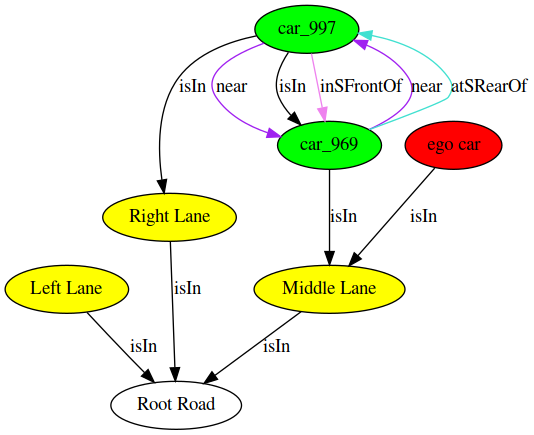 car_997
isIn near isIn inSFrontOf near atSRearOf
car_969 ego car
Right Lane isIn isIn
Left Lane isIn Middle Lane
isIn isIn
Root Road